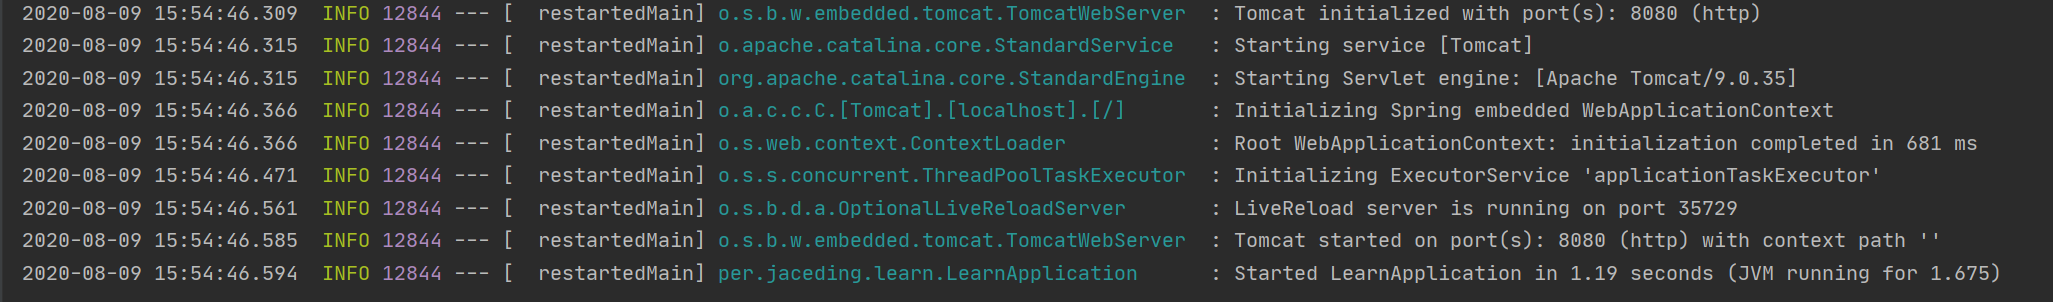 2020-08-09 15:54:46.309  INFO 12844 --- [  restartedMain] o.s.b.w.embedded.tomcat.TomcatWebServer  : Tomcat initialized with port(s): 8080 (http)
2020-08-09 15:54:46.315  INFO 12844 --- [  restartedMain] o.apache.catalina.core.StandardService   : Starting service [Tomcat]
2020-08-09 15:54:46.315  INFO 12844 --- [  restartedMain] org.apache.catalina.core.StandardEngine  : Starting Servlet engine: [Apache Tomcat/9.0.35]
2020-08-09 15:54:46.366  INFO 12844 --- [  restartedMain] o.a.c.c.C.[Tomcat].[localhost].[/]       : Initializing Spring embedded WebApplicationContext
2020-08-09 15:54:46.366  INFO 12844 --- [  restartedMain] o.s.web.context.ContextLoader            : Root WebApplicationContext: initialization completed in 681 ms
2020-08-09 15:54:46.471  INFO 12844 --- [  restartedMain] o.s.s.concurrent.ThreadPoolTaskExecutor  : Initializing ExecutorService 'applicationTaskExecutor'
2020-08-09 15:54:46.561  INFO 12844 --- [  restartedMain] o.s.b.d.a.OptionalLiveReloadServer       : LiveReload server is running on port 35729
2020-08-09 15:54:46.585  INFO 12844 --- [  restartedMain] o.s.b.w.embedded.tomcat.TomcatWebServer  : Tomcat started on port(s): 8080 (http) with context path ''
2020-08-09 15:54:46.594  INFO 12844 --- [  restartedMain] per.jaceding.learn.LearnApplication      : Started LearnApplication in 1.19 seconds (JVM running for 1.675)